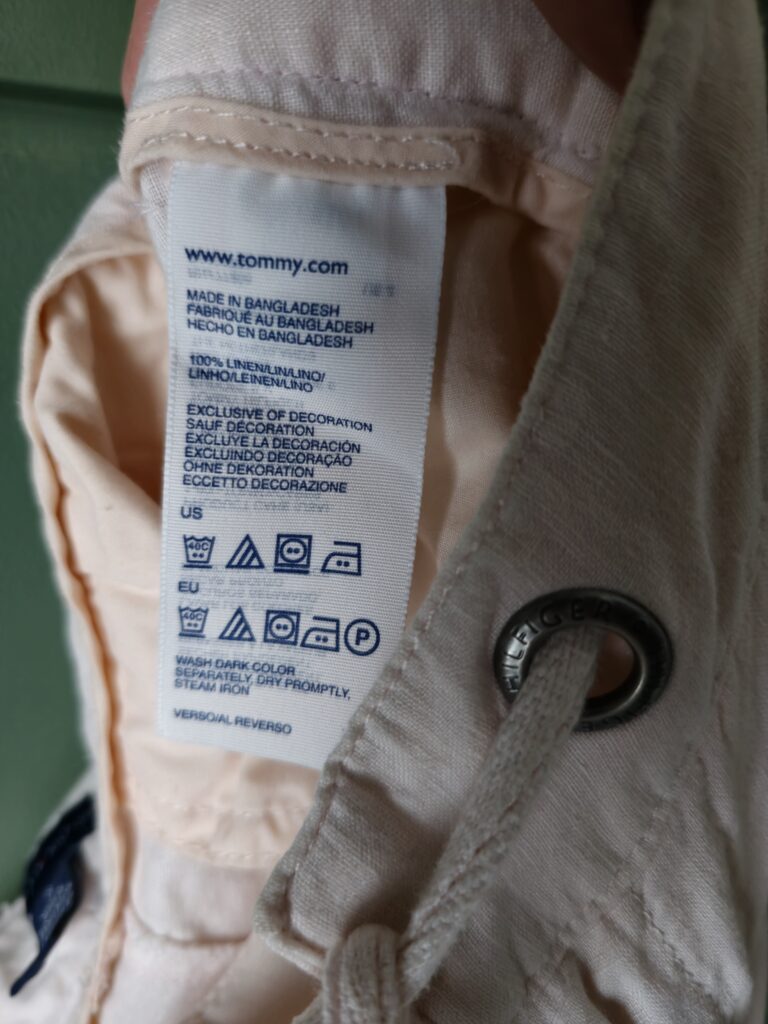 www.tommy.com
MADE IN BANGLADESH
FABRIQUÉ AU BANGLADESH
HECHO EN BANGLADESH
100% LINEN/LIN/LINO/
LINHO/LEINEN/LINO
EXCLUSIVE OF DECORATION
SAUF DÉCORATION
EXCLUYE LA DECORACIÓN
EXCLUINDO DECORAÇÃO
OHNE DEKORATION
ECCETTO DECORAZIONE
US
40C
EU
40C
P
WASH DARK COLOR
SEPARATELY, DRY PROMPTLY,
STEAM IRON
VERSO/AL REVERSO
HILFIGER